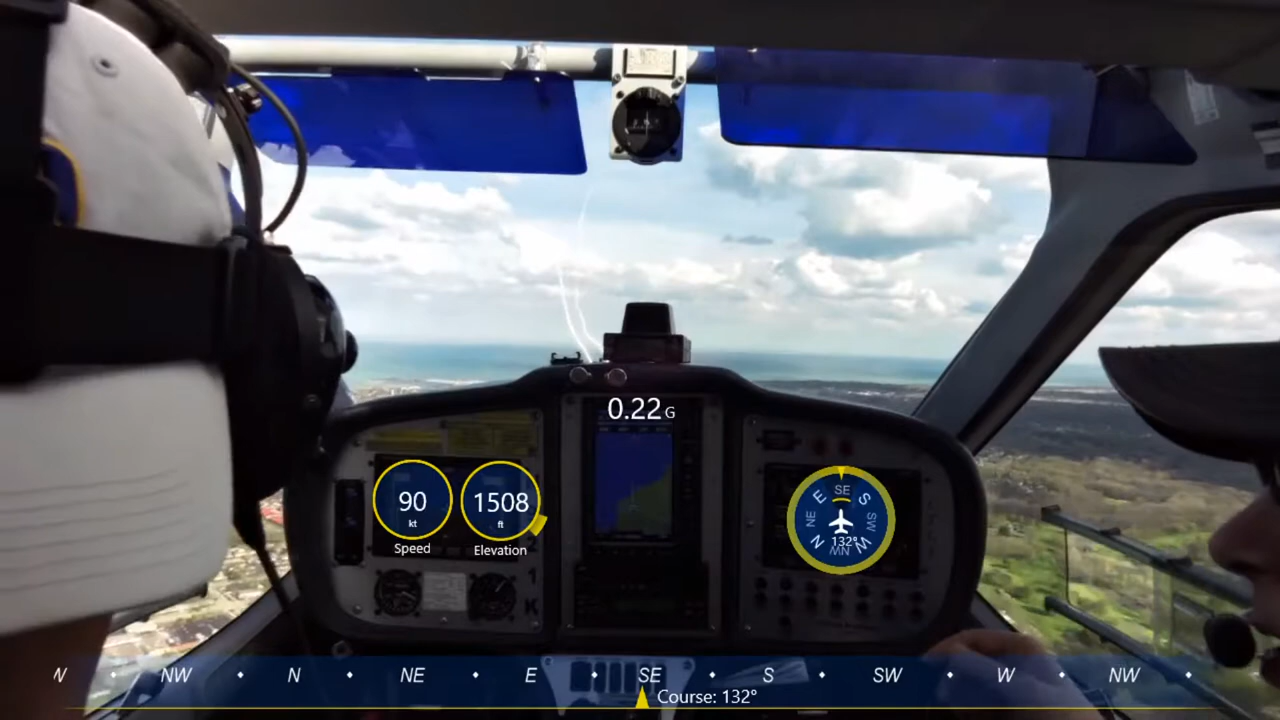 0.22 G
90
kt
Speed
1508
ft
Elevation
N NE E SE S SW W NW
132°
N NW N NE E SE S SW W NW
Course: 132°